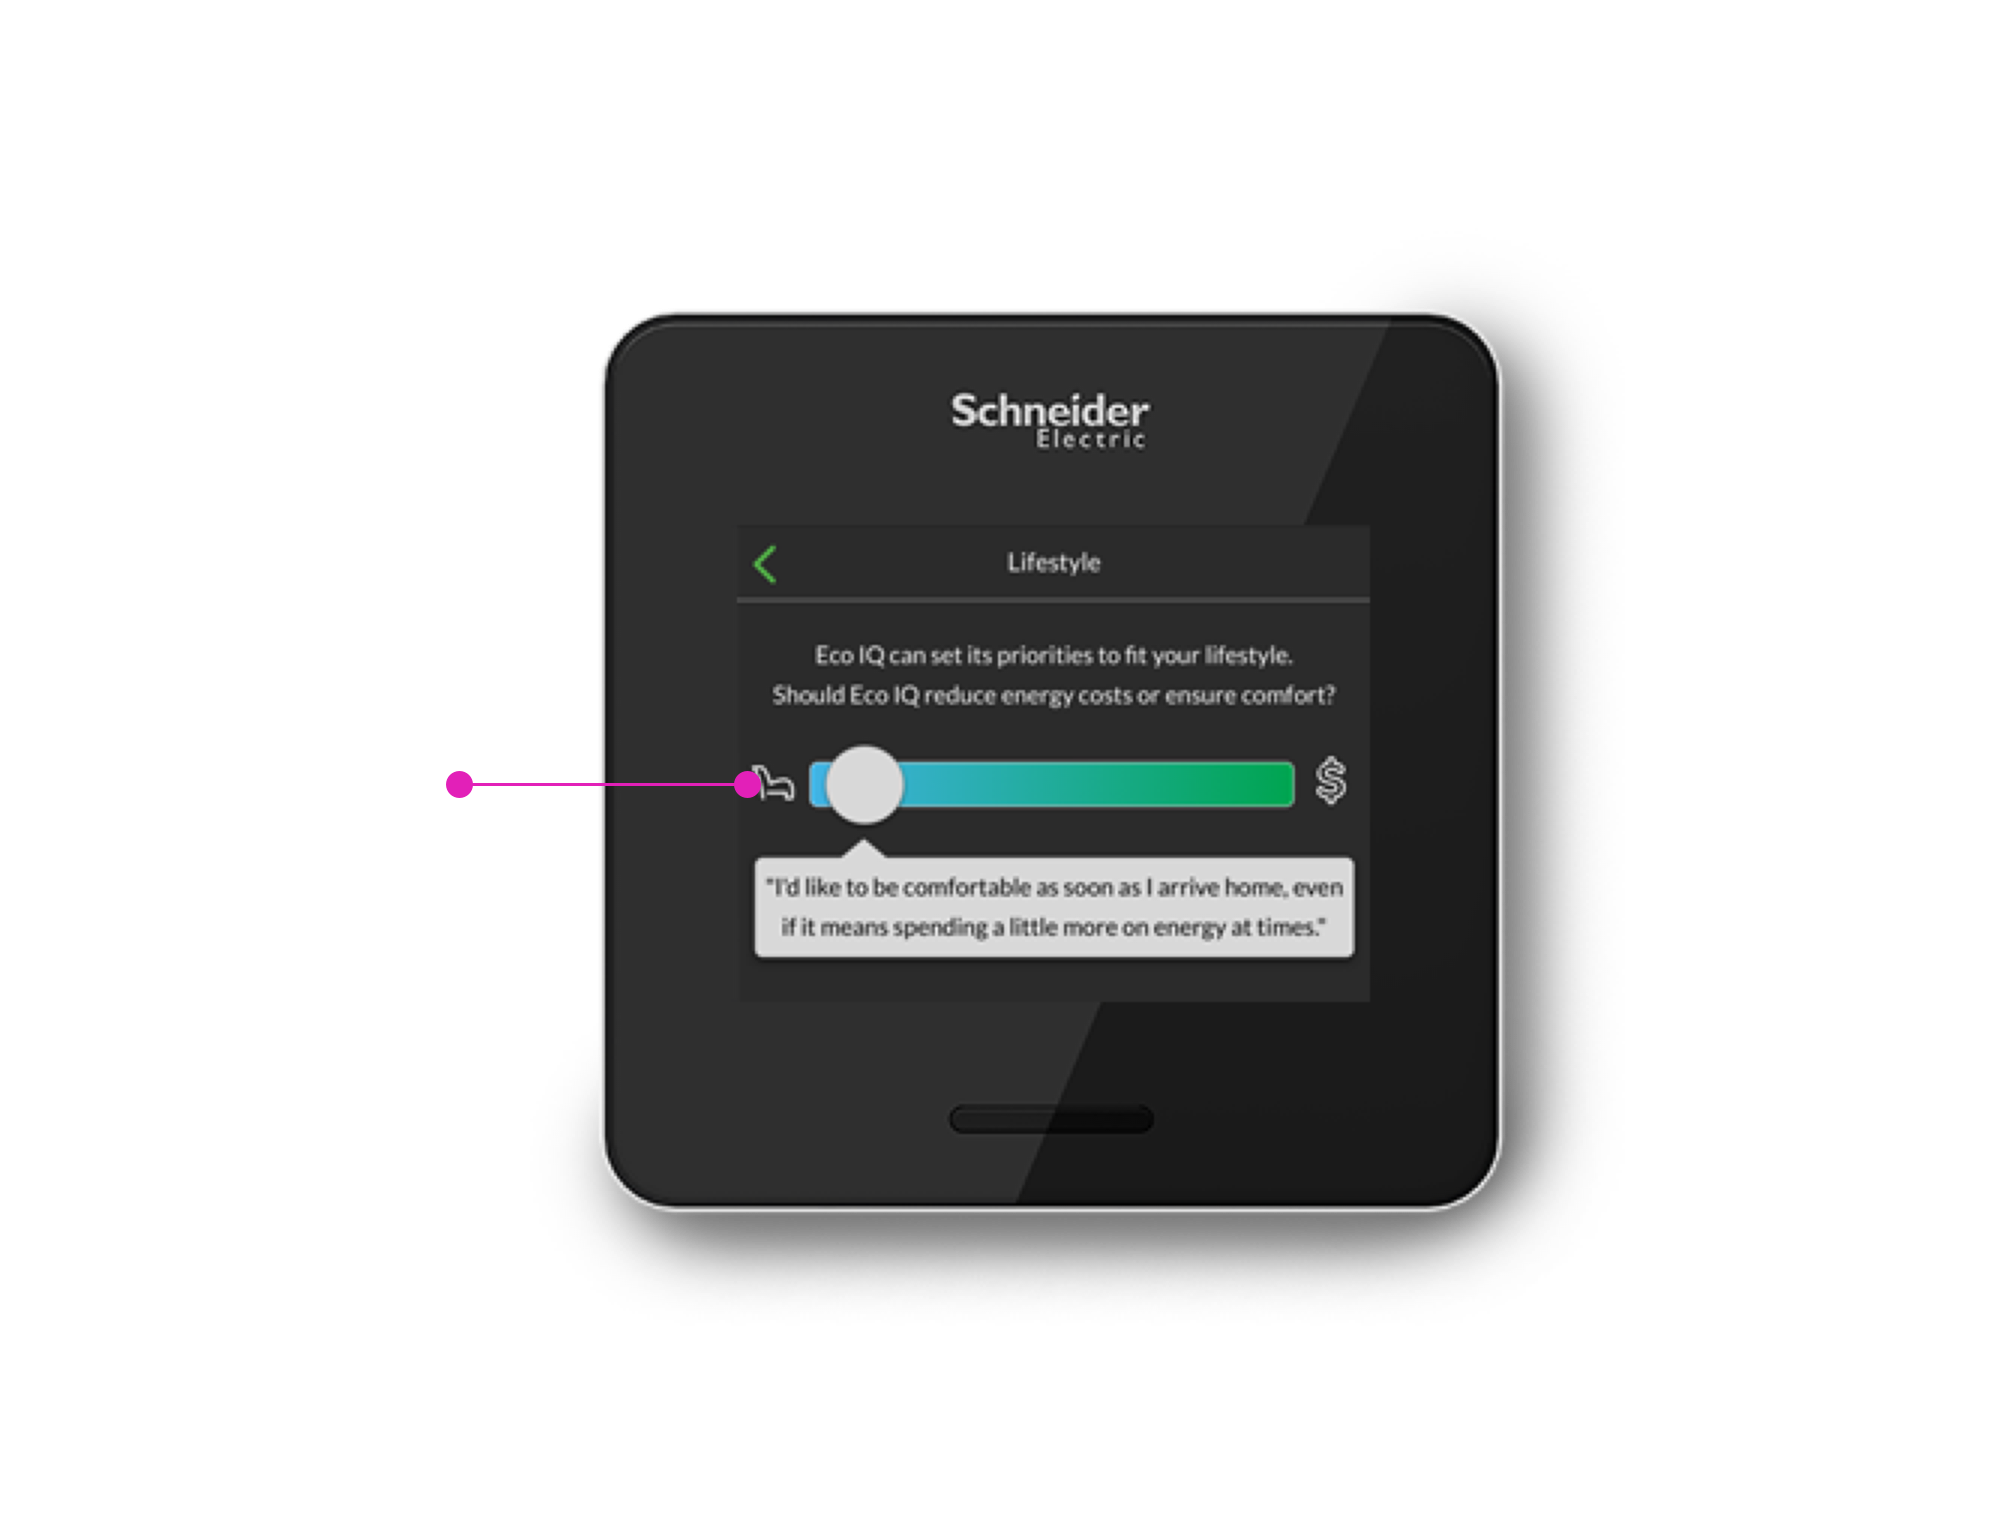 Schneider
Electric
Lifestyle
Eco IQ can set its priorities to fit your lifestyle.
Should Eco IQ reduce energy costs or ensure comfort?
$
"I'd like to be comfortable as soon as I arrive home, even
if it means spending a little more on energy at times."